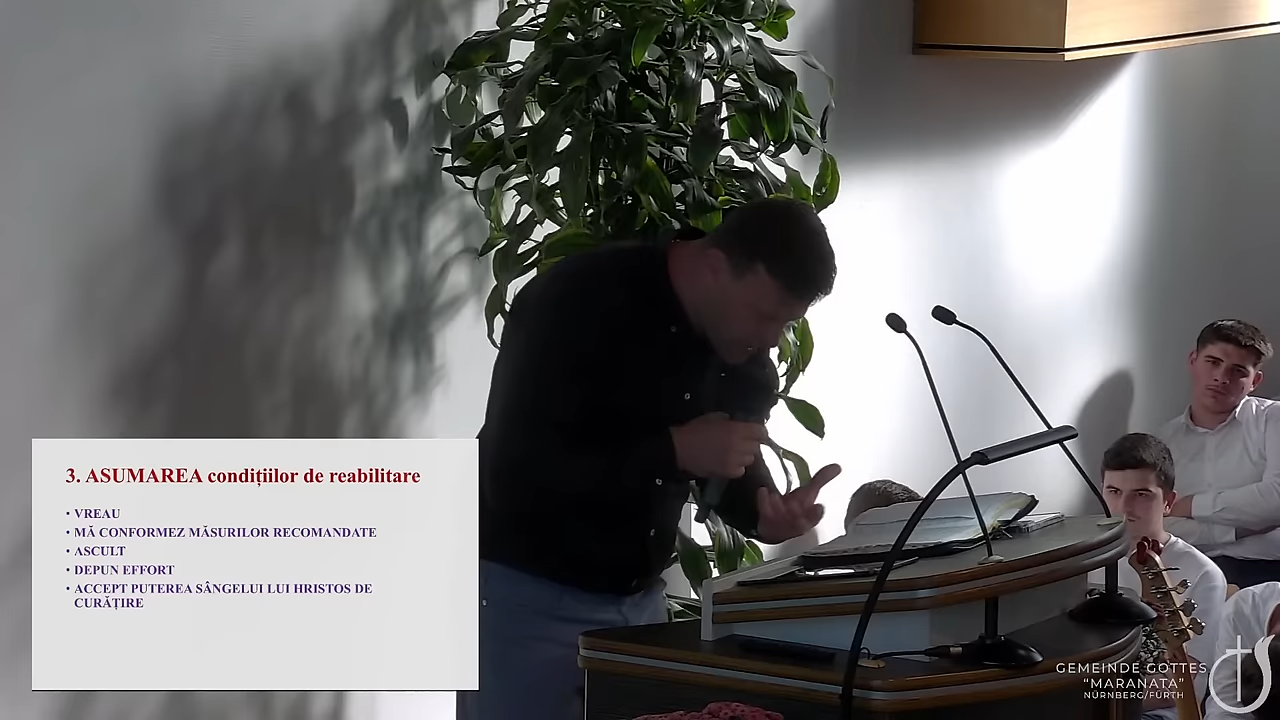 3. ASUMAREA condițiilor de reabilitare
• VREAU
• MĂ CONFORMEZ MĂSURILOR RECOMANDATE
• ASCULT
• DEPUN EFFORT
• ACCEPT PUTEREA SÂNGELUI LUI HRISTOS DE
CURĂȚIRE
GEMEINDE GOTTES
"MARANATA"
NÜRNBERG/FÜRTH